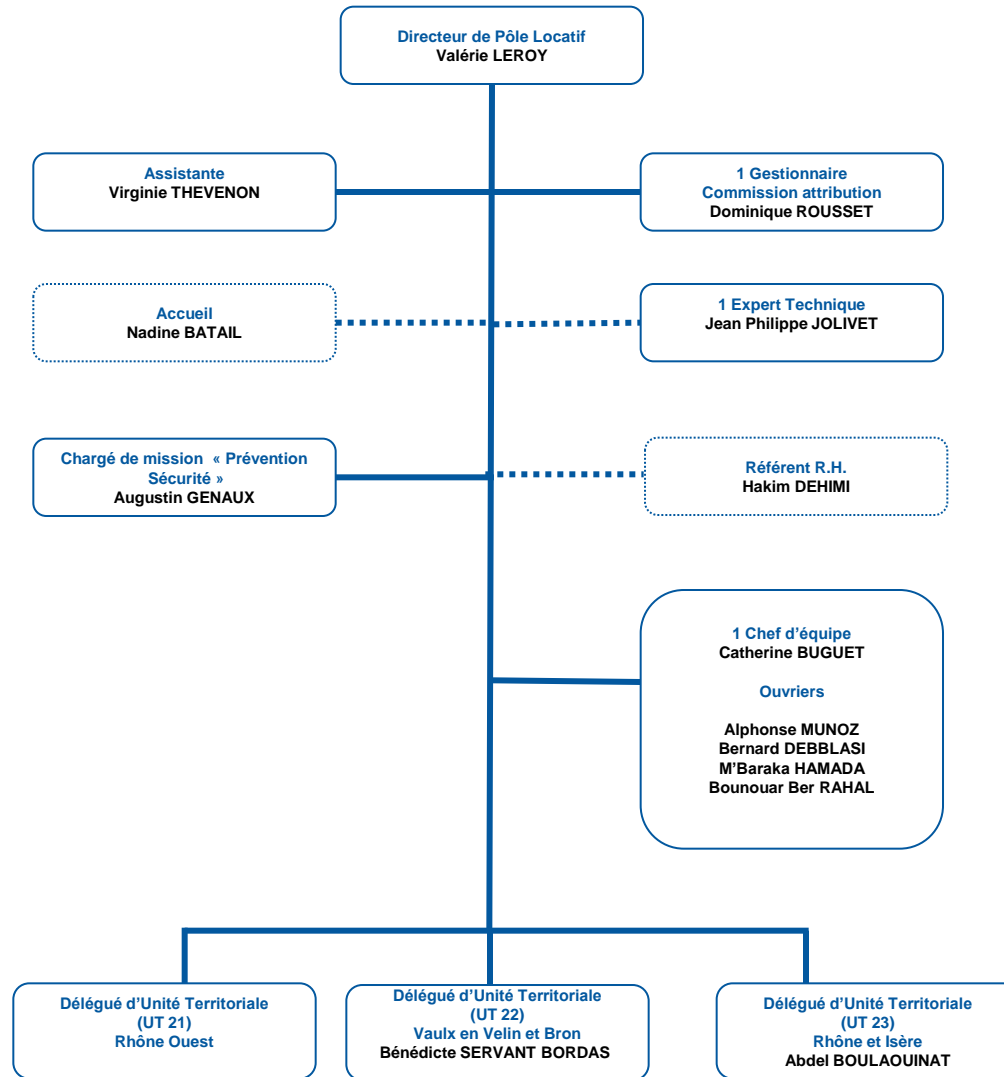 Directeur de Pôle Locatif
Valérie LEROY
Assistante
Virginie THEVENON
1 Gestionnaire
Commission attribution
Dominique ROUSSET
Accueil
Nadine BATAIL
1 Expert Technique
Jean Philippe JOLIVET
Chargé de mission « Prévention
Sécurité »
Augustin GENAUX
Référent R.H.
Hakim DEHIMI
1 Chef d’équipe
Catherine BUGUET
Ouvriers
Alphonse MUNOZ
Bernard DEBBLASI
M’Baraka HAMADA
Bounouar Ber RAHAL
Délégué d’Unité Territoriale
(UT 21)
Rhône Ouest
Délégué d’Unité Territoriale
(UT 22)
Vaulx en Velin et Bron
Bénédicte SERVANT BORDAS
Délégué d’Unité Territoriale
(UT 23)
Rhône et Isère
Abdel BOULAOUINAT